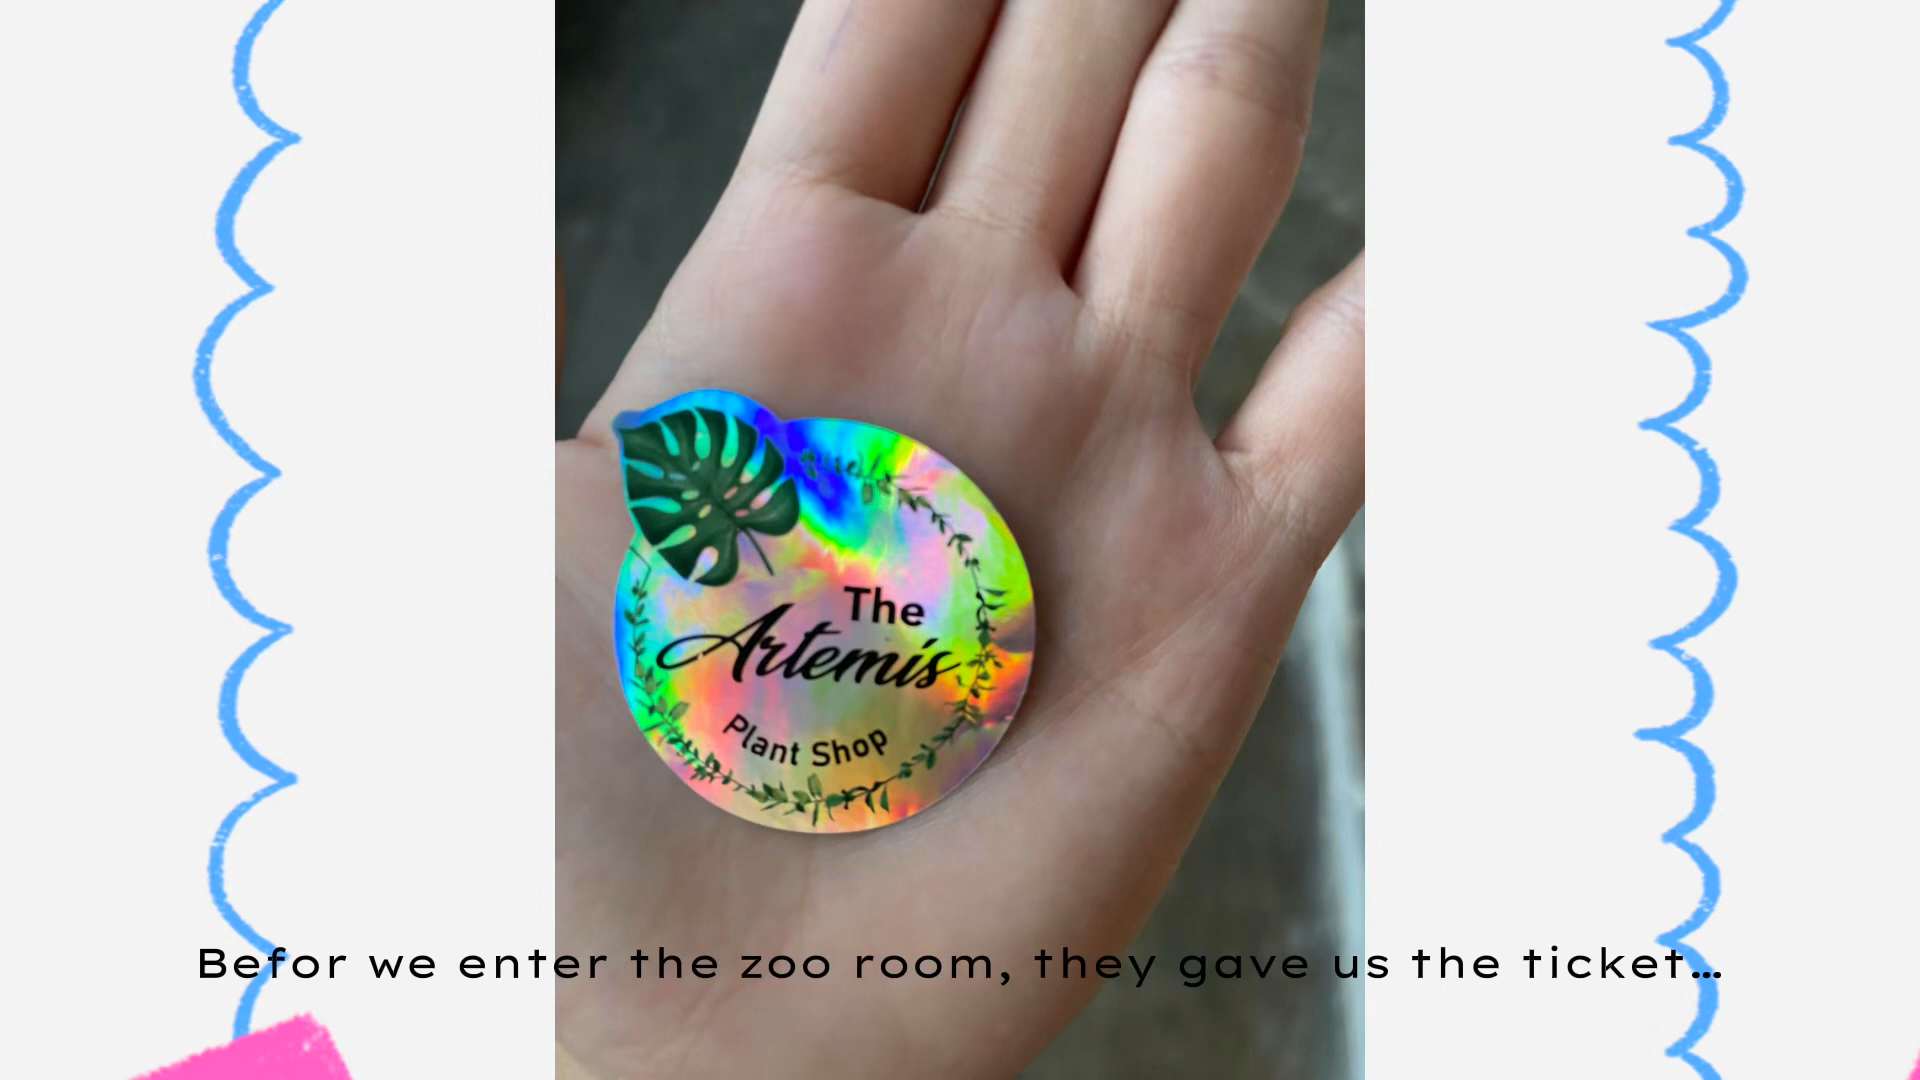 The
Artemis
Plant Shop
Befor we enter the zoo room, they gave us the ticket...